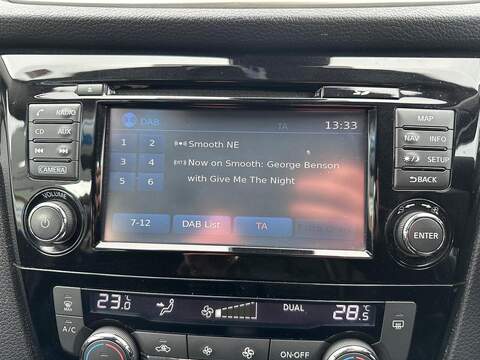 RADIO
CD AUX
CAMERA
VOLUME
DAB
TA 13:33
1 2
3 4
5 6
Smooth NE
Now on Smooth: George Benson
with Give Me The Night
7-12
DAB List
TA
MAP
NAV INFO
SETUP
BACK
ENTER
MAX
A/C
23.0 °C
DUAL
28.5 °C
ON·OFF